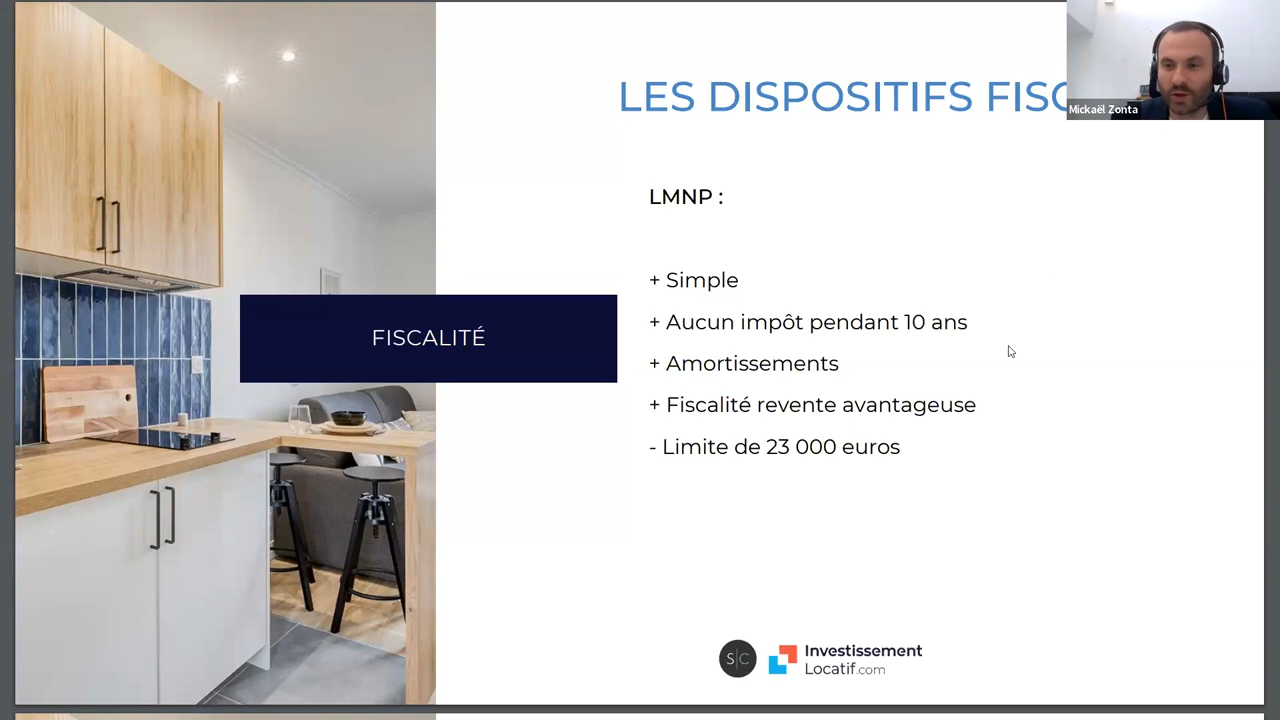 LES DISPOSITIFS FISC
Mickaël Zonta
LMNP :
+ Simple
+ Aucun impôt pendant 10 ans
FISCALITÉ
+ Amortissements
+ Fiscalité revente avantageuse
- Limite de 23 000 euros
S|C
Investissement
Locatif.com